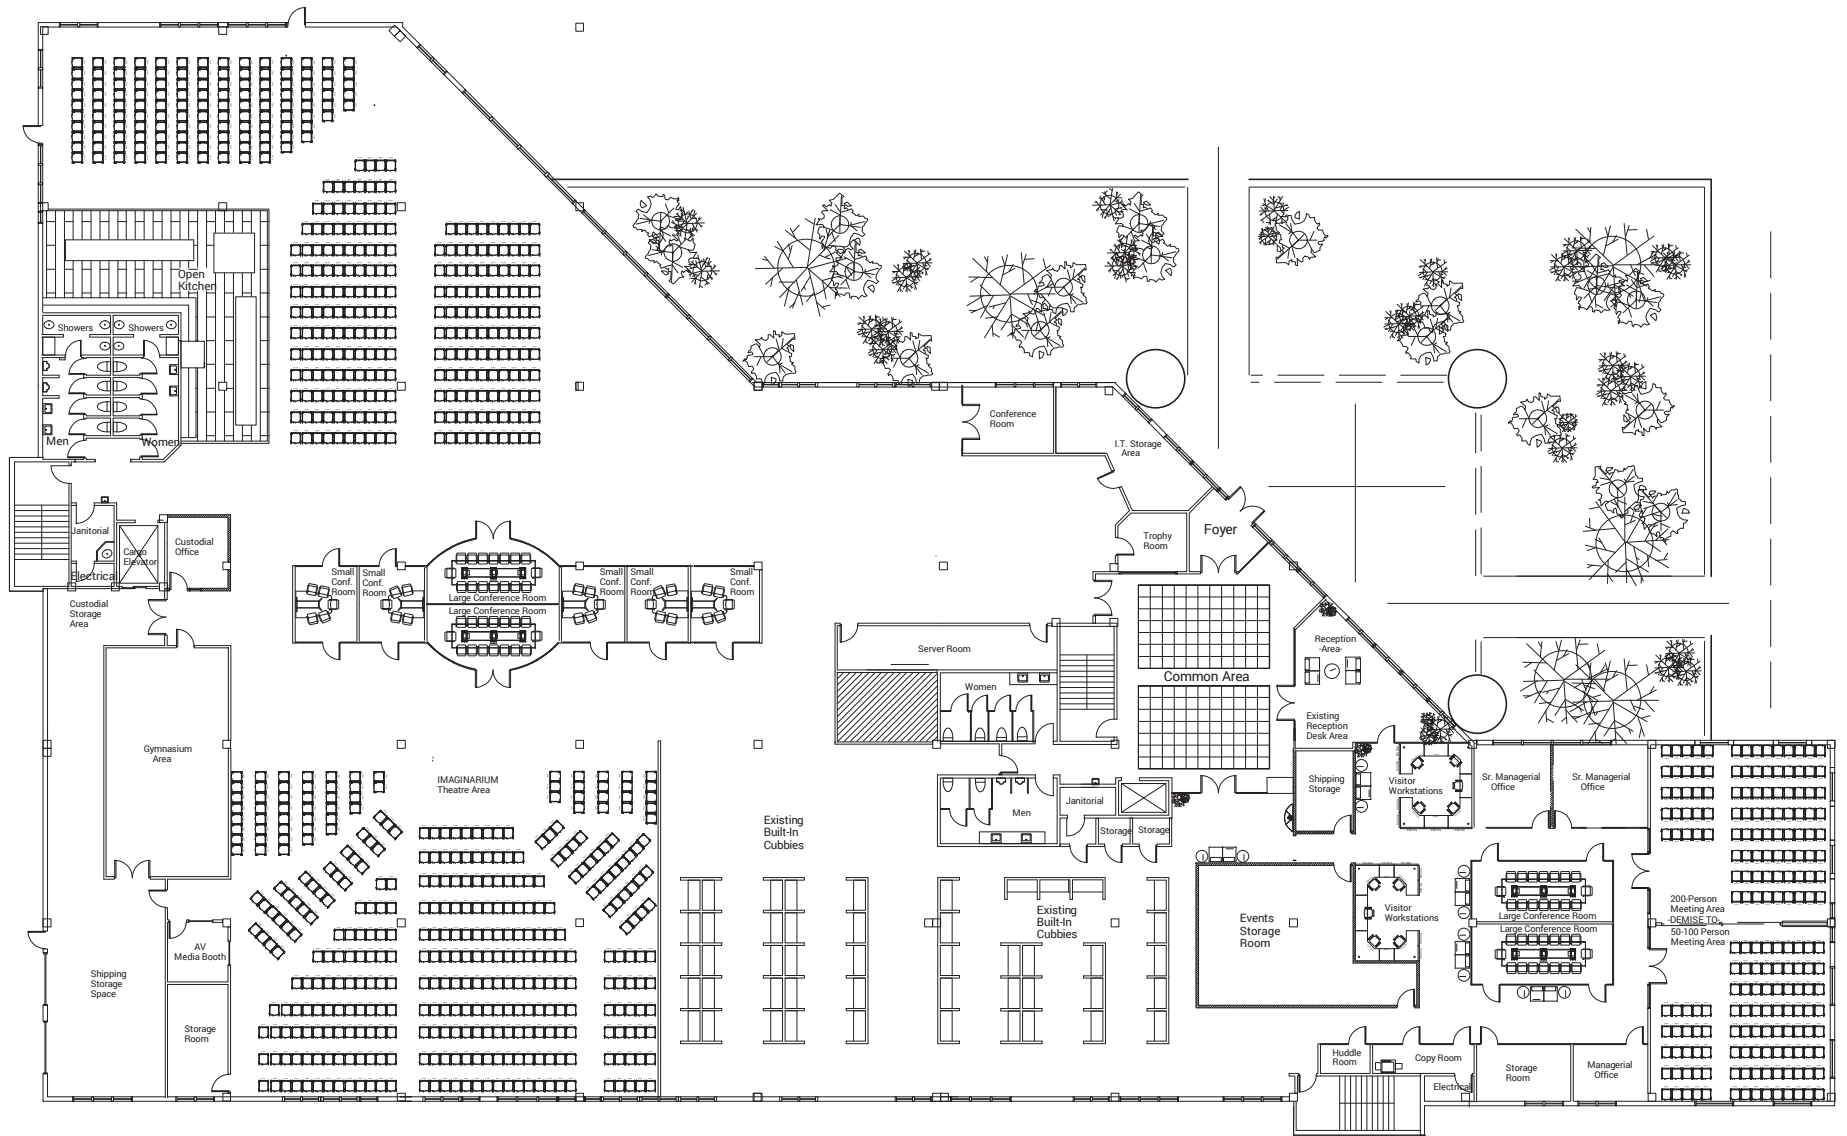 Open
Kitchen
Showers
Showers
Men
Women
Janitorial
Cargo
Elevator
Custodial
Office
Electrical
Custodial
Storage
Area
Small
Conf.
Room
Small
Conf.
Room
Large Conference Room
Large Conference Room
Small
Conf.
Room
Small
Conf.
Room
Small
Conf.
Room
Conference
Room
I.T. Storage
Area
Trophy
Room
Foyer
Server Room
Women
Common Area
Reception
-Area-
Existing
Reception
Desk Area
Gymnasium
Area
IMAGINARIUM
Theatre Area
Existing
Built-In
Cubbies
Men
Janitorial
Storage
Storage
Shipping
Storage
Visitor
Workstations
Sr. Managerial
Office
Sr. Managerial
Office
Existing
Built-In
Cubbies
Events
Storage
Room
Visitor
Workstations
Large Conference Room
Large Conference Room
200-Person
Meeting Area
-DEMISE TO-
50-100 Person
Meeting Area
AV
Media Booth
Shipping
Storage
Space
Storage
Room
Huddle
Room
Copy Room
Electrical
Storage
Room
Managerial
Office